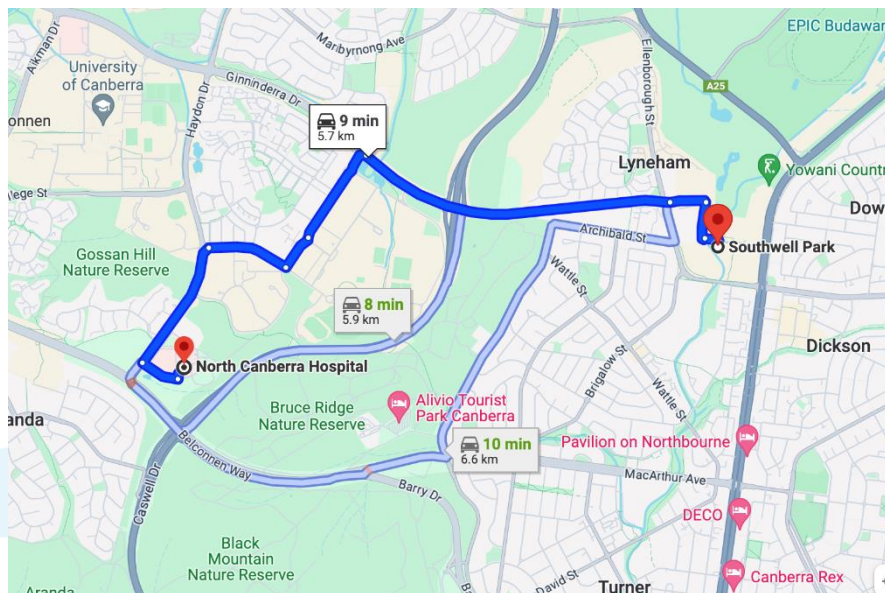 EPIC Budawar
Maribyrnong Ave
Aikman Dr
University
of Canberra
Ginninderra Dr
Ellenborough St
A25
Haydon Dr
onnen
9 min
5.7 km
Lyneham
Yowani Country
lege St
Dow
Archibald St
Southwell Park
Gossan Hill
Nature Reserve
Wattle St
8 min
5.9 km
Dickson
North Canberra Hospital
Brigalow St
Wattle St
Alivio Tourist
Park Canberra
Bruce Ridge
Nature Reserve
anda
Belconnen Way
10 min
6.6 km
Pavilion on Northbourne
MacArthur Ave
Caswell Dr
Barry Dr
DECO
Black
Mountain
Nature Reserve
David St
Canberra Rex
Aranda
Turner